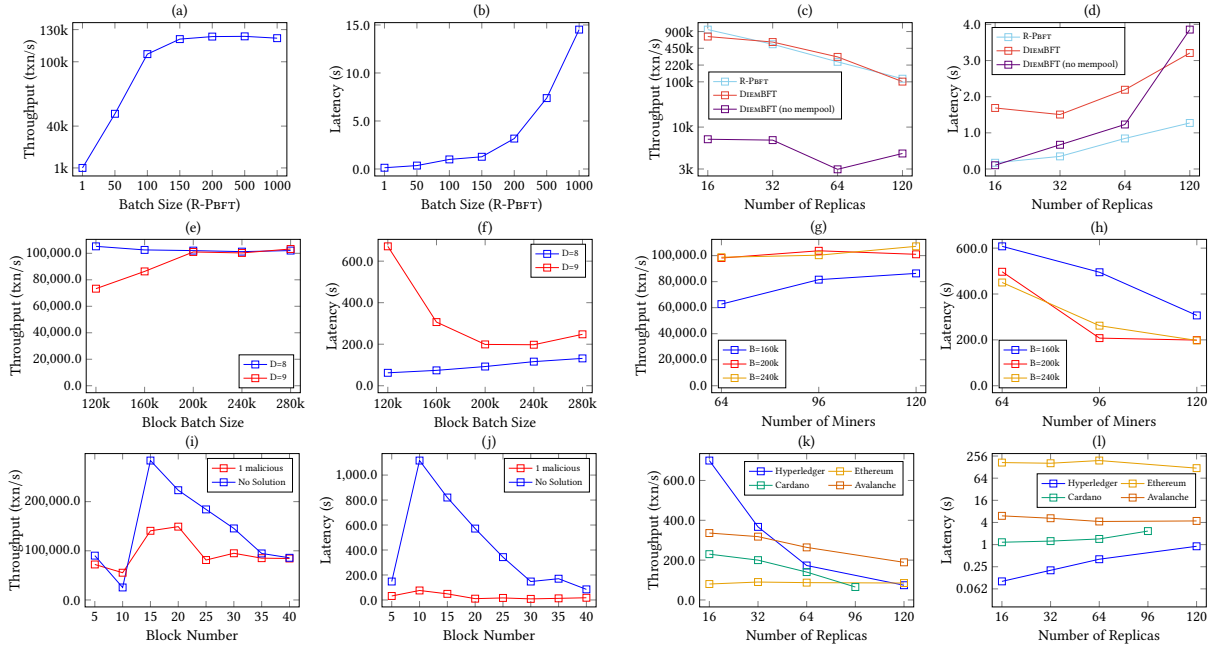 (a)
Throughput (txn/s)
130k
100k
40k
1k
1 50 100 150 200 500 1000
Batch Size (R-PBFT)
(b)
Latency (s)
15.0
10.0
5.0
0.0
1 50 100 150 200 500 1000
Batch Size (R-PBFT)
(c)
Throughput (txn/s)
900k
450k
220k
100k
10k
3k
R-PBFT
DIEMBFT
DIEMBFT (no mempool)
16 32 64 120
Number of Replicas
(d)
Latency (s)
4.0
3.0
2.0
1.0
0.0
R-PBFT
DIEMBFT
DIEMBFT (no mempool)
16 32 64 120
Number of Replicas
(e)
Throughput (txn/s)
100,000.0
80,000.0
60,000.0
40,000.0
20,000.0
0.0
D=8
D=9
120k 160k 200k 240k 280k
Block Batch Size
(f)
Latency (s)
600.0
400.0
200.0
0.0
D=8
D=9
120k 160k 200k 240k 280k
Block Batch Size
(g)
Throughput (txn/s)
100,000.0
80,000.0
60,000.0
40,000.0
20,000.0
0.0
B=160k
B=200k
B=240k
64 96 120
Number of Miners
(h)
Latency (s)
600.0
400.0
200.0
0.0
B=160k
B=200k
B=240k
64 96 120
Number of Miners
(i)
Throughput (txn/s)
200,000.0
100,000.0
0.0
1 malicious
No Solution
5 10 15 20 25 30 35 40
Block Number
(j)
Latency (s)
1,000.0
800.0
600.0
400.0
200.0
0.0
1 malicious
No Solution
5 10 15 20 25 30 35 40
Block Number
(k)
Throughput (txn/s)
600.0
400.0
200.0
0.0
Hyperledger Ethereum
Cardano Avalanche
16 32 64 96 120
Number of Replicas
(l)
Latency (s)
256
64
16
4
1
0.25
0.062
Hyperledger Ethereum
Cardano Avalanche
16 32 64 96 120
Number of Replicas